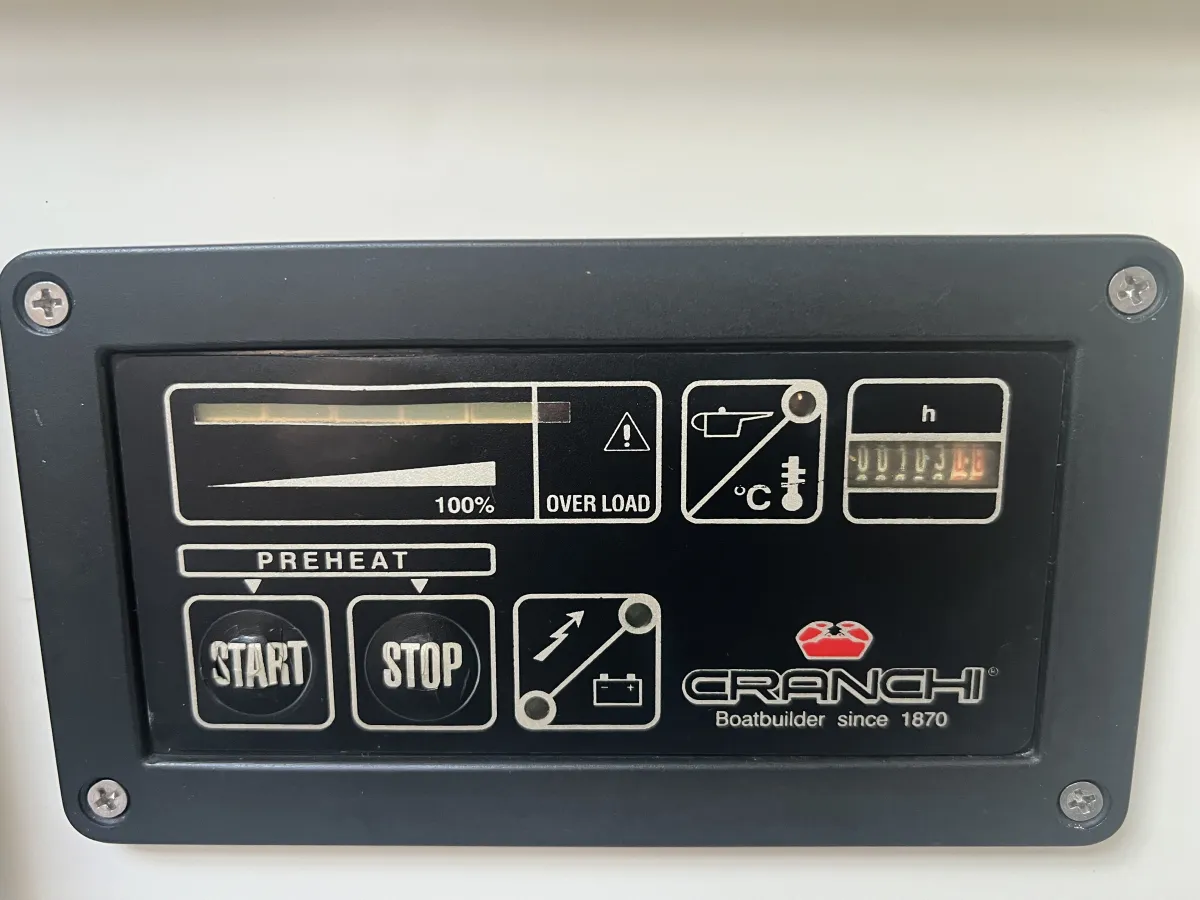 h
100%
OVER LOAD
°C
PREHEAT
START
STOP
- +
CRANCHI®
Boatbuilder since 1870